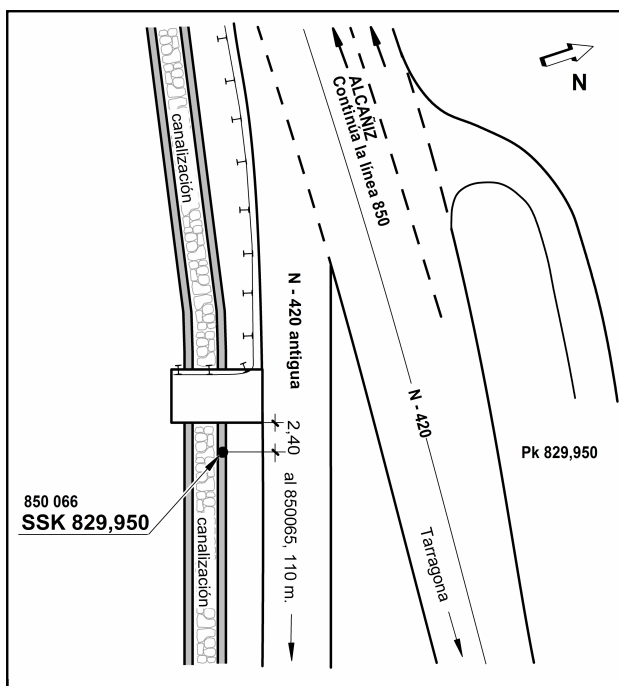 N
canalización
ALCAÑIZ
Continúa la línea 850
N - 420 antigua
N - 420
2,40
Pk 829,950
850 066
SSK 829,950
al 850065, 110 m.
canalización
Tarragona